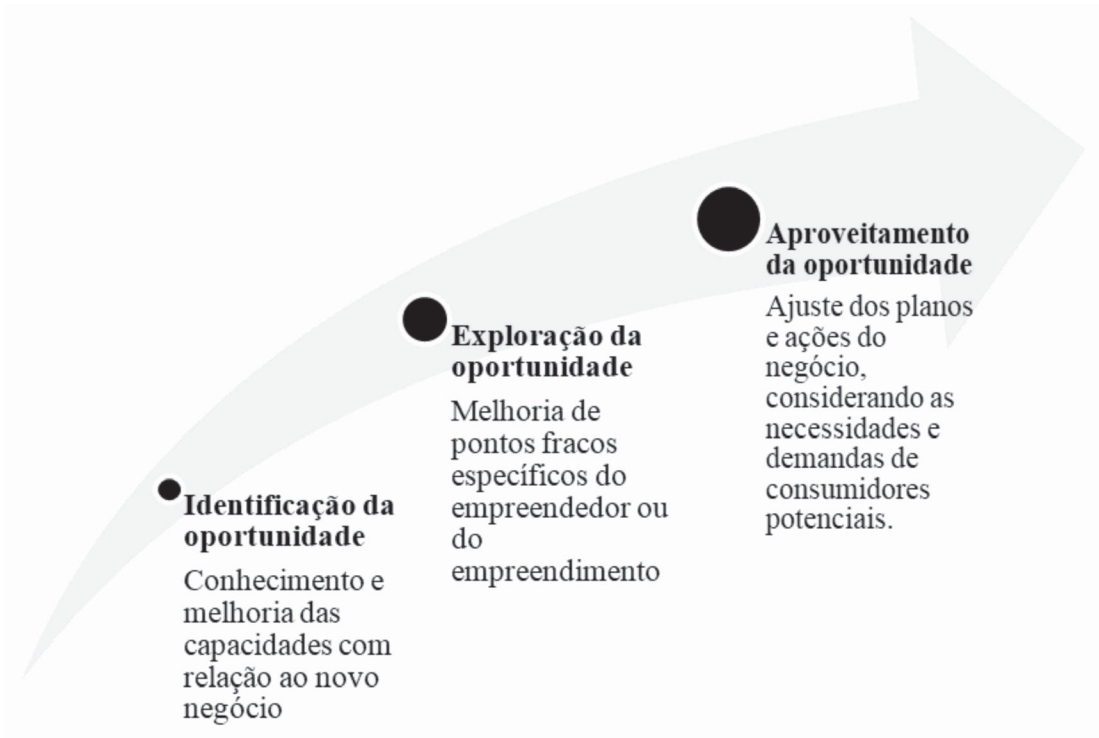 Identificação da
oportunidade
Conhecimento e
melhoria das
capacidades com
relação ao novo
negócio
Exploração da
oportunidade
Melhoria de
pontos fracos
específicos do
empreendedor ou
do
empreendimento
Aproveitamento
da oportunidade
Ajuste dos planos
e ações do
negócio,
considerando as
necessidades e
demandas de
consumidores
potenciais.